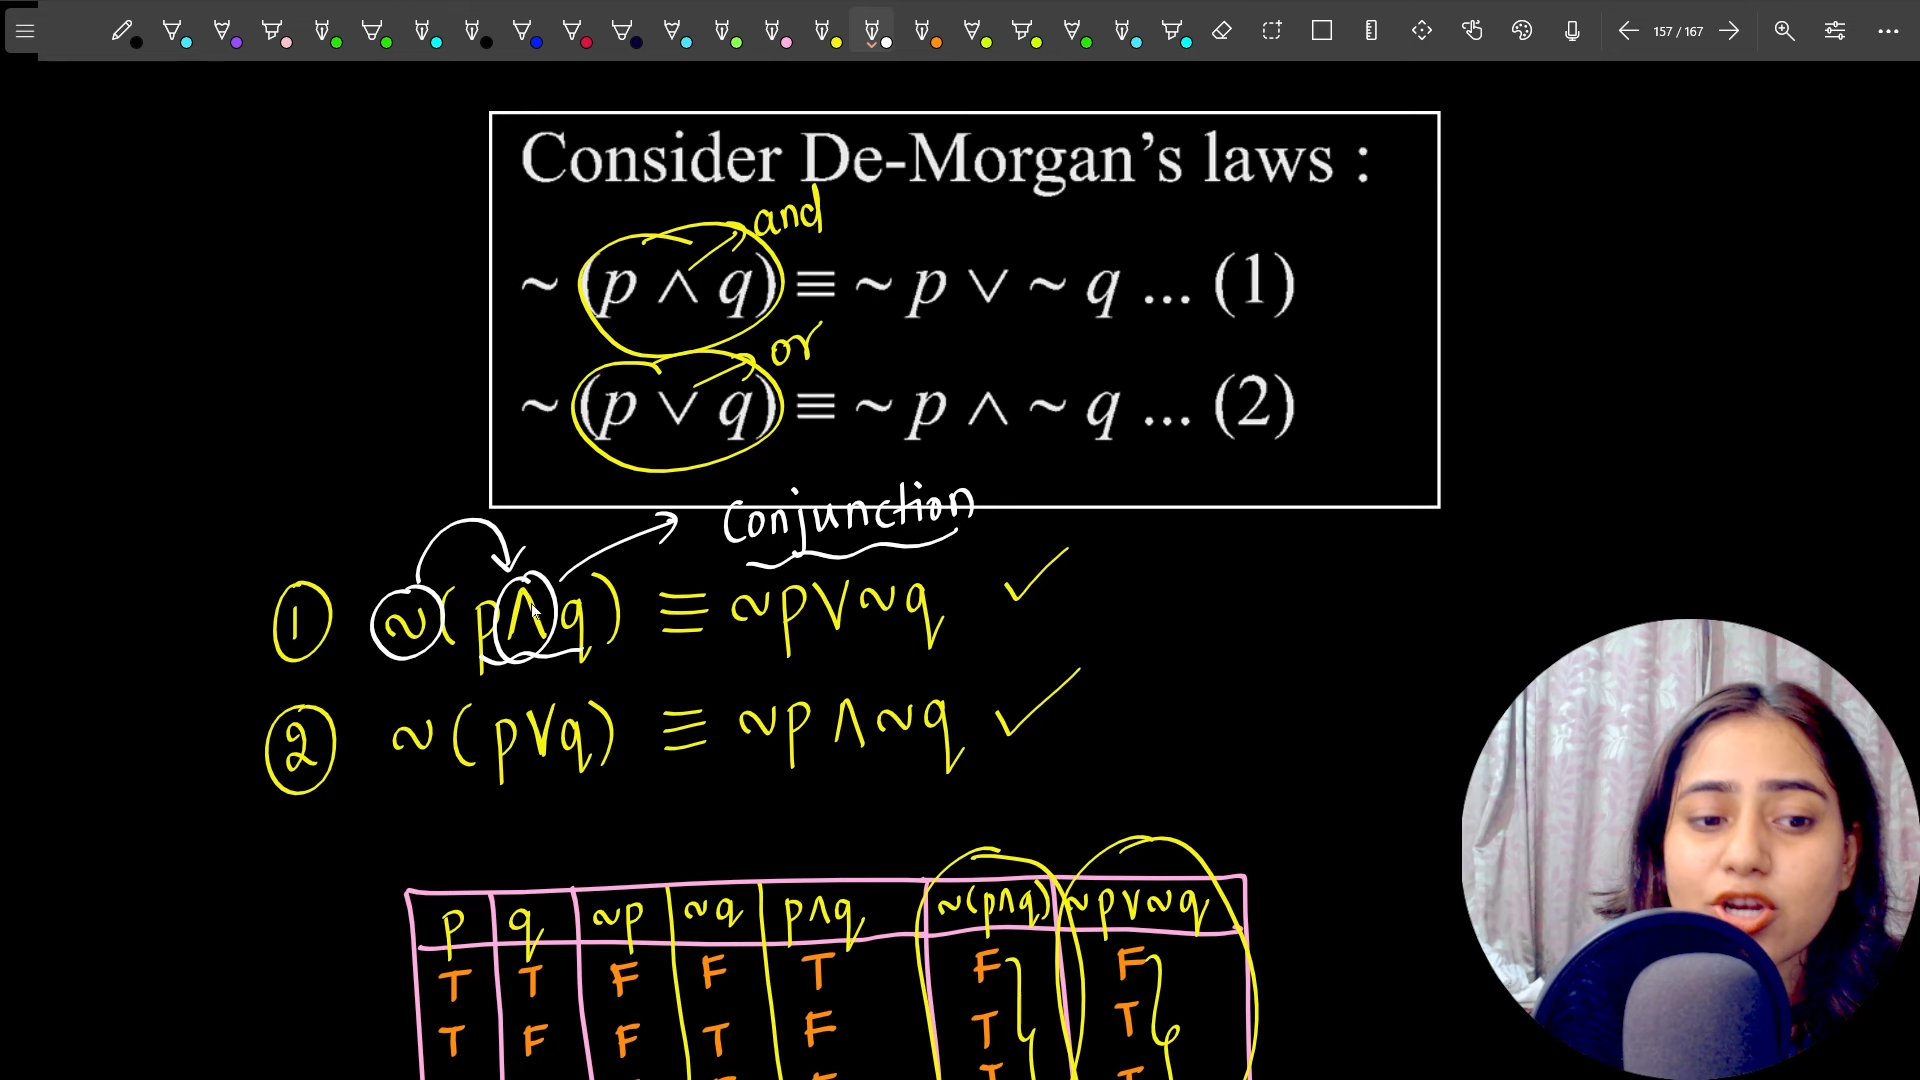 157 / 167
Consider De-Morgan's laws :
and
~ (p ∧ q) ≡ ~ p ∨ ~ q ... (1)
or
~ (p ∨ q) ≡ ~ p ∧ ~ q ... (2)
Conjunction
① ~(p∧q) ≡ ~p∨~q ✓
② ~(p∨q) ≡ ~p∧~q ✓
p q ~p ~q p∧q ~(p∧q) ~p∨~q
T T F F T F F
T F F T F T T